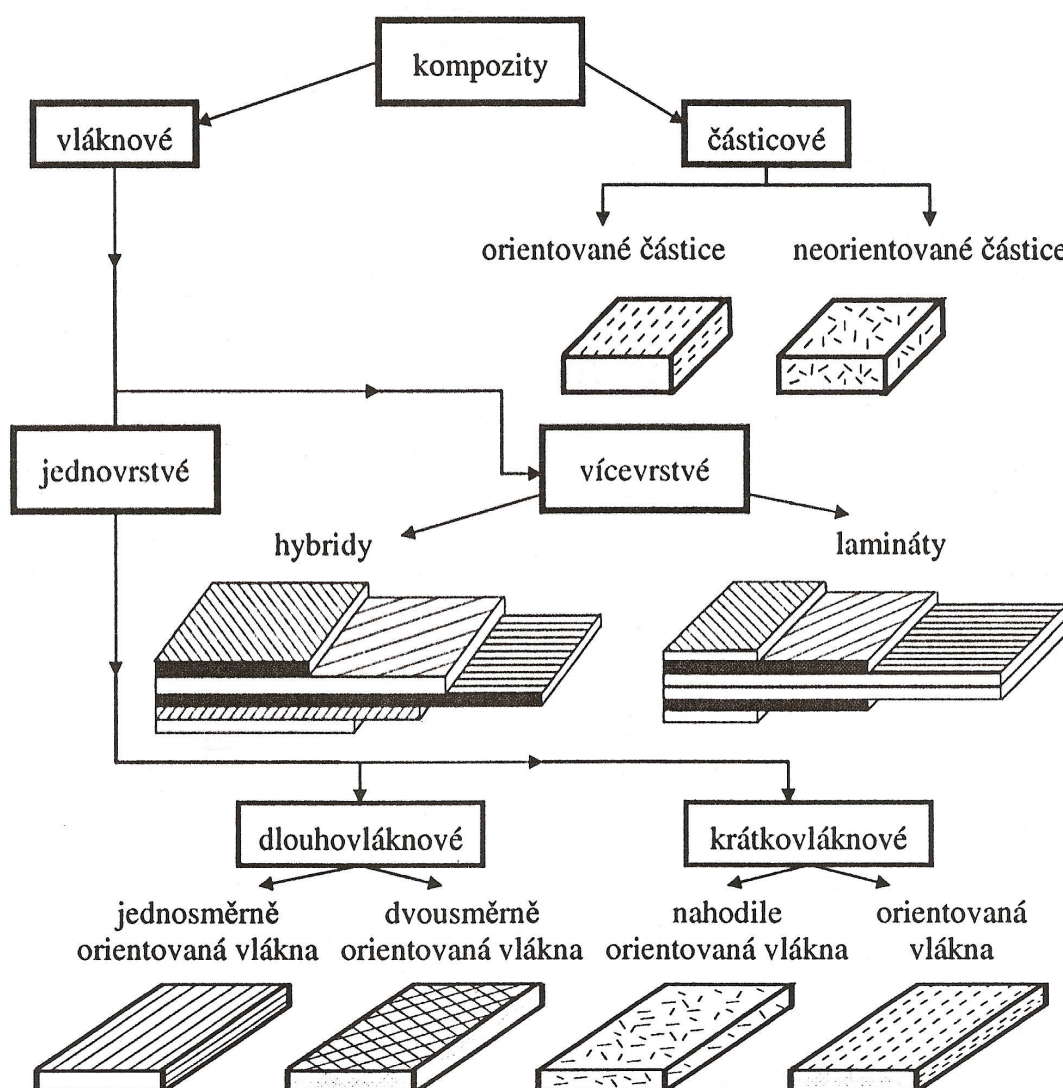 kompozity
vláknové
částicové
orientované částice
neorientované částice
jednovrstvé
vícevrstvé
hybridy
lamináty
dlouhovláknové
krátkovláknové
jednosměrně
orientovaná vlákna
dvousměrně
orientovaná vlákna
nahodile
orientovaná vlákna
orientovaná
vlákna